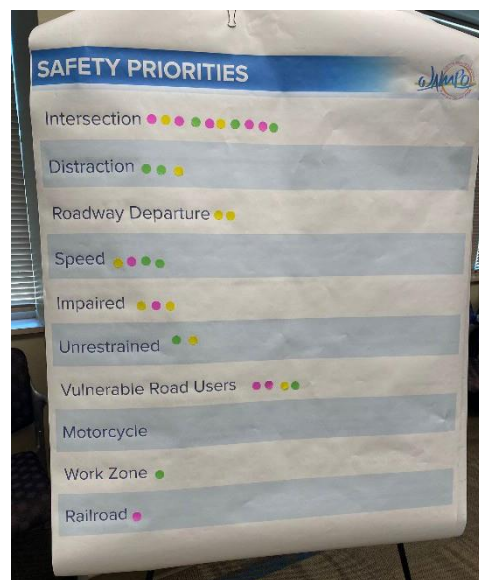 SAFETY PRIORITIES
Intersection
Distraction
Roadway Departure
Speed
Impaired
Unrestrained
Vulnerable Road Users
Motorcycle
Work Zone
Railroad